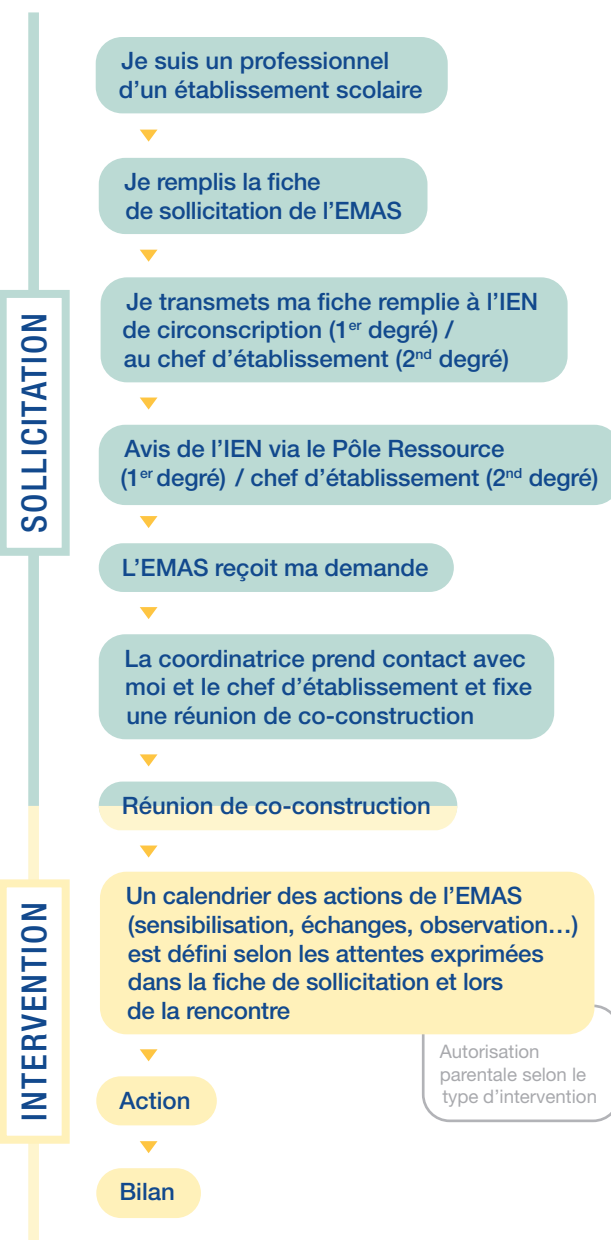 Je suis un professionnel
d'un établissement scolaire
Je remplis la fiche
de sollicitation de l'EMAS
Je transmets ma fiche remplie à l'IEN
de circonscription (1er degré) /
au chef d'établissement (2nd degré)
SOLLICITATION
Avis de l'IEN via le Pôle Ressource
(1er degré) / chef d'établissement (2nd degré)
L'EMAS reçoit ma demande
La coordinatrice prend contact avec
moi et le chef d'établissement et fixe
une réunion de co-construction
Réunion de co-construction
INTERVENTION
Un calendrier des actions de l'EMAS
(sensibilisation, échanges, observation…)
est défini selon les attentes exprimées
dans la fiche de sollicitation et lors
de la rencontre
Autorisation
parentale selon le
type d'intervention
Action
Bilan